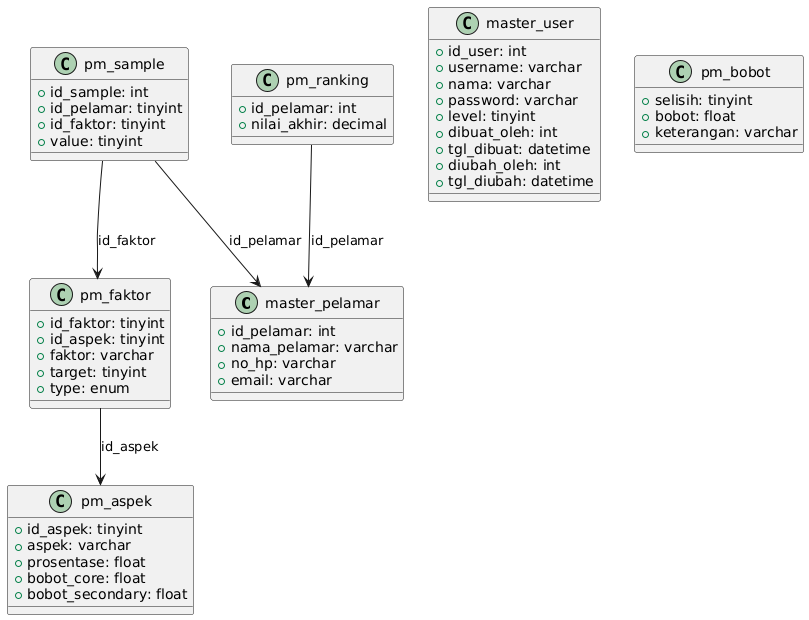 C pm_sample
id_sample: int
id_pelamar: tinyint
id_faktor: tinyint
value: tinyint
C pm_ranking
id_pelamar: int
nilai_akhir: decimal
C master_user
id_user: int
username: varchar
nama: varchar
password: varchar
level: tinyint
dibuat_oleh: int
tgl_dibuat: datetime
diubah_oleh: int
tgl_diubah: datetime
C pm_bobot
selisih: tinyint
bobot: float
keterangan: varchar
id_faktor
id_pelamar
id_pelamar
C pm_faktor
id_faktor: tinyint
id_aspek: tinyint
faktor: varchar
target: tinyint
type: enum
C master_pelamar
id_pelamar: int
nama_pelamar: varchar
no_hp: varchar
email: varchar
id_aspek
C pm_aspek
id_aspek: tinyint
aspek: varchar
prosentase: float
bobot_core: float
bobot_secondary: float